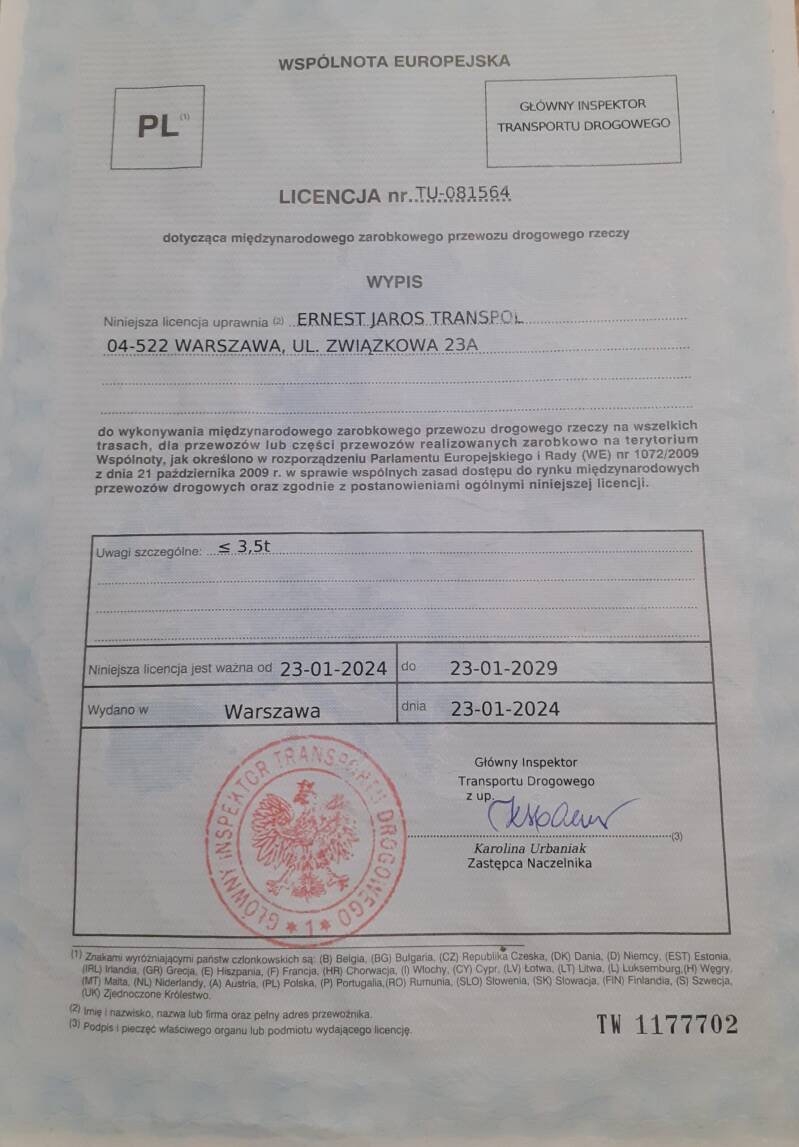 WSPÓLNOTA EUROPEJSKA
PL (1)
GŁÓWNY INSPEKTOR
TRANSPORTU DROGOWEGO
LICENCJA nr..TU-081564
dotycząca międzynarodowego zarobkowego przewozu drogowego rzeczy
WYPIS
Niniejsza licencja uprawnia (2) ERNEST JAROS TRANSPOL
04-522 WARSZAWA, UL. ZWIĄZKOWA 23A
do wykonywania międzynarodowego zarobkowego przewozu drogowego rzeczy na wszelkich
trasach, dla przewozów lub części przewozów realizowanych zarobkowo na terytorium
Wspólnoty, jak określono w rozporządzeniu Parlamentu Europejskiego i Rady (WE) nr 1072/2009
z dnia 21 października 2009 r. w sprawie wspólnych zasad dostępu do rynku międzynarodowych
przewozów drogowych oraz zgodnie z postanowieniami ogólnymi niniejszej licencji.
Uwagi szczególne: ≤ 3,5t
Niniejsza licencja jest ważna od 23-01-2024 do 23-01-2029
Wydano w Warszawa dnia 23-01-2024
GŁÓWNY INSPEKTOR TRANSPORTU DROGOWEGO * 1 *
Główny Inspektor
Transportu Drogowego
z up.
(3)
Karolina Urbaniak
Zastępca Naczelnika
(1) Znakami wyróżniającymi państw członkowskich są: (B) Belgia, (BG) Bułgaria, (CZ) Republika Czeska, (DK) Dania, (D) Niemcy, (EST) Estonia,
(IRL) Irlandia, (GR) Grecja, (E) Hiszpania, (F) Francja, (HR) Chorwacja, (I) Włochy, (CY) Cypr, (LV) Łotwa, (LT) Litwa, (L) Luksemburg,(H) Węgry,
(MT) Malta, (NL) Niderlandy, (A) Austria, (PL) Polska, (P) Portugalia,(RO) Rumunia, (SLO) Słowenia, (SK) Słowacja, (FIN) Finlandia, (S) Szwecja,
(UK) Zjednoczone Królestwo.
(2) Imię i nazwisko, nazwa lub firma oraz pełny adres przewoźnika.
(3) Podpis i pieczęć właściwego organu lub podmiotu wydającego licencję.
TW 1177702